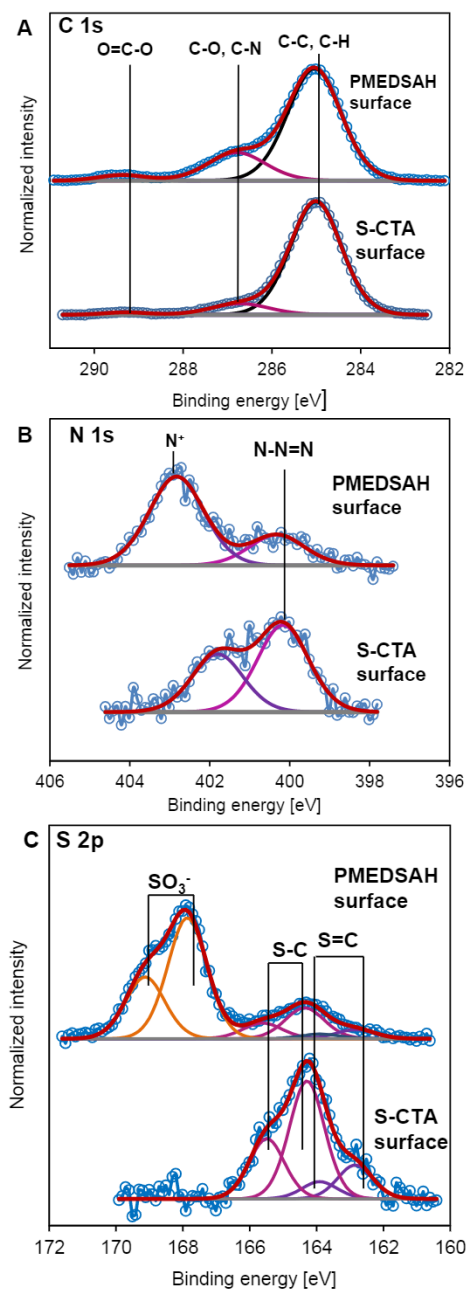 A
C 1s
O=C-O
C-O, C-N
C-C, C-H
PMEDSAH
surface
S-CTA
surface
Normalized intensity
290 288 286 284 282
Binding energy [eV]
B
N 1s
N⁺
N-N=N
PMEDSAH
surface
S-CTA
surface
Normalized intensity
406 404 402 400 398 396
Binding energy [eV]
C
S 2p
PMEDSAH
surface
SO₃⁻
S-C
S=C
S-CTA
surface
Normalized intensity
172 170 168 166 164 162 160
Binding energy [eV]